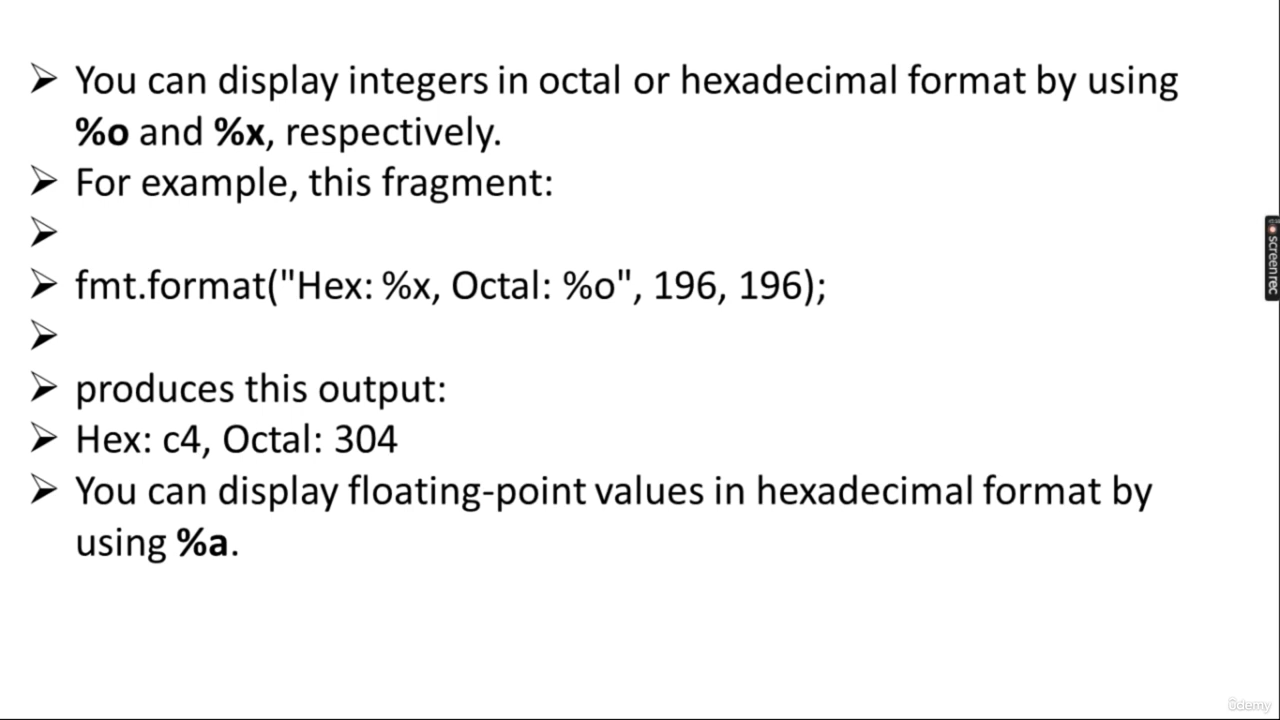 ➢ You can display integers in octal or hexadecimal format by using
%o and %x, respectively.
➢ For example, this fragment:
➢
➢ fmt.format("Hex: %x, Octal: %o", 196, 196);
➢
➢ produces this output:
➢ Hex: c4, Octal: 304
➢ You can display floating-point values in hexadecimal format by
using %a.
screenrec
ûdemy